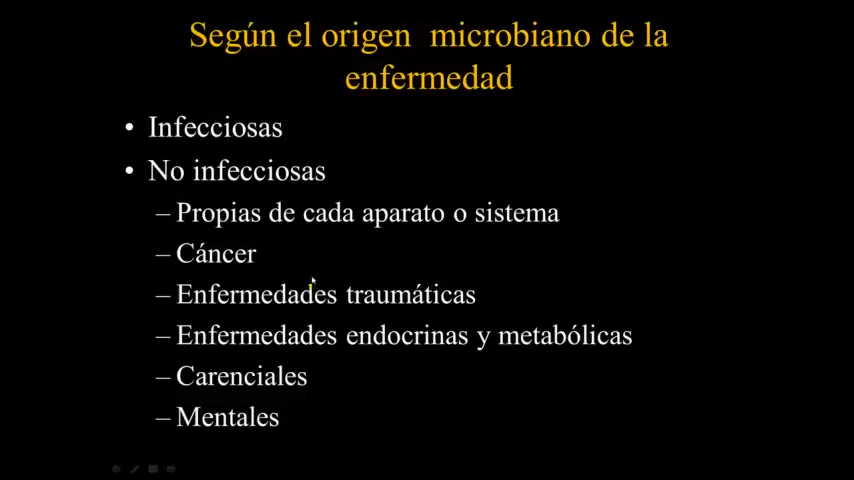 Según el origen microbiano de la
enfermedad
• Infecciosas
• No infecciosas
– Propias de cada aparato o sistema
– Cáncer
– Enfermedades traumáticas
– Enfermedades endocrinas y metabólicas
– Carenciales
– Mentales